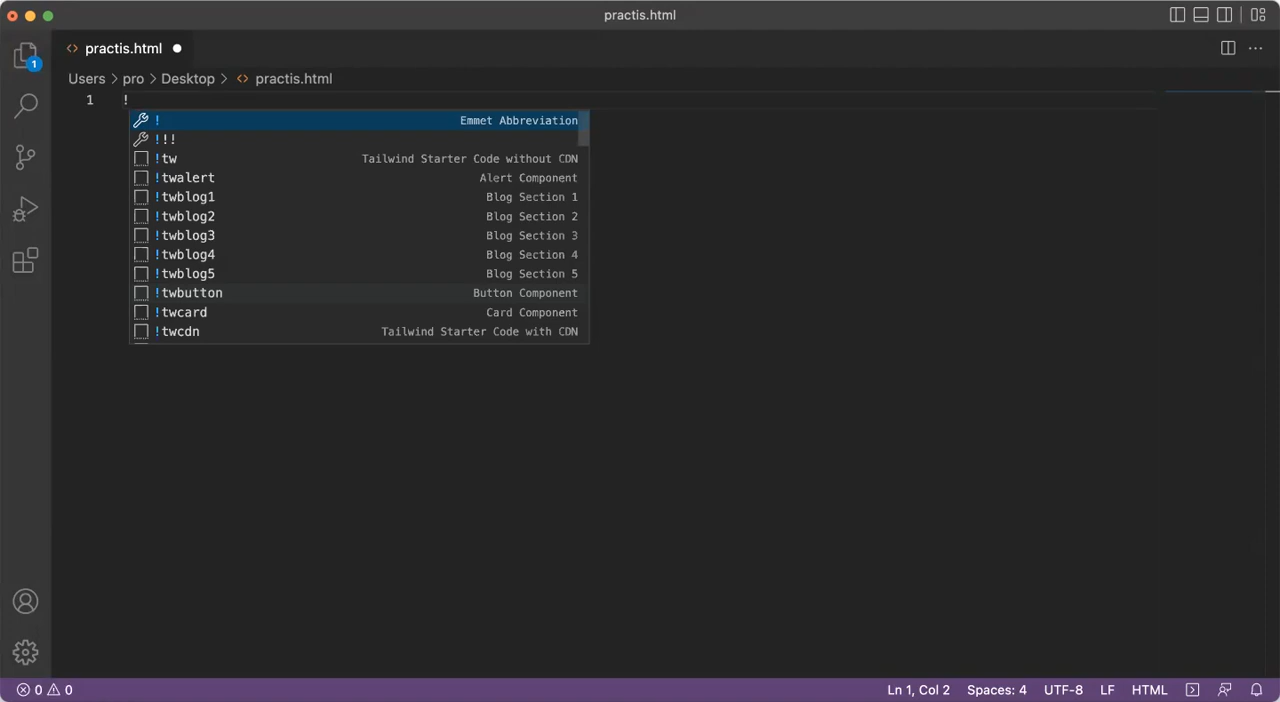 practis.html
practis.html
1
Users > pro > Desktop > practis.html
1 !
! Emmet Abbreviation
!!!
!tw Tailwind Starter Code without CDN
!twalert Alert Component
!twblog1 Blog Section 1
!twblog2 Blog Section 2
!twblog3 Blog Section 3
!twblog4 Blog Section 4
!twblog5 Blog Section 5
!twbutton Button Component
!twcard Card Component
!twcdn Tailwind Starter Code with CDN
0 0 Ln 1, Col 2 Spaces: 4 UTF-8 LF HTML